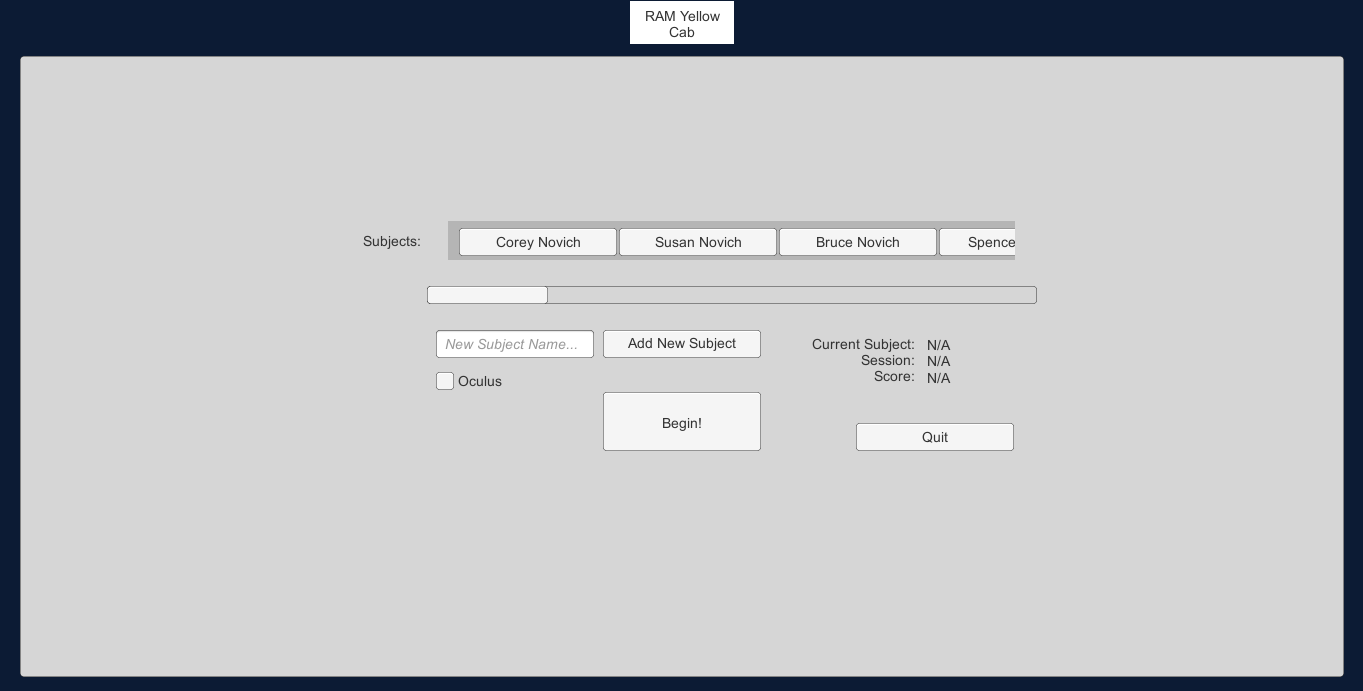 RAM Yellow
Cab
Subjects:
Corey Novich
Susan Novich
Bruce Novich
Spence
New Subject Name...
Add New Subject
Current Subject: N/A
Session: N/A
Score: N/A
Oculus
Begin!
Quit